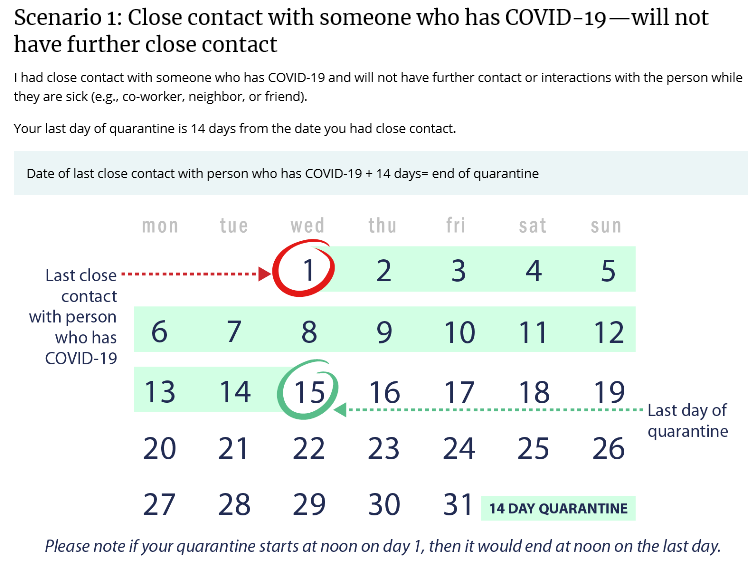 Scenario 1: Close contact with someone who has COVID-19—will not
have further close contact
I had close contact with someone who has COVID-19 and will not have further contact or interactions with the person while
they are sick (e.g., co-worker, neighbor, or friend).
Your last day of quarantine is 14 days from the date you had close contact.
Date of last close contact with person who has COVID-19 + 14 days= end of quarantine
mon tue wed thu fri sat sun
Last close
contact
with person
who has
COVID-19
1 2 3 4 5
6 7 8 9 10 11 12
13 14 15 16 17 18 19
Last day of
quarantine
20 21 22 23 24 25 26
27 28 29 30 31 14 DAY QUARANTINE
Please note if your quarantine starts at noon on day 1, then it would end at noon on the last day.